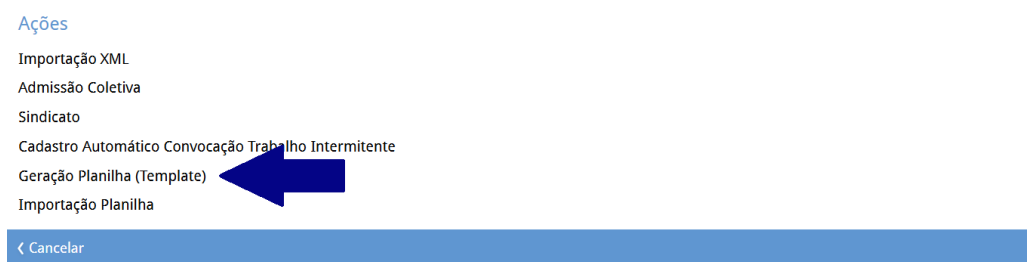 Ações
Importação XML
Admissão Coletiva
Sindicato
Cadastro Automático Convocação Trabalho Intermitente
Geração Planilha (Template)
Importação Planilha
❮ Cancelar